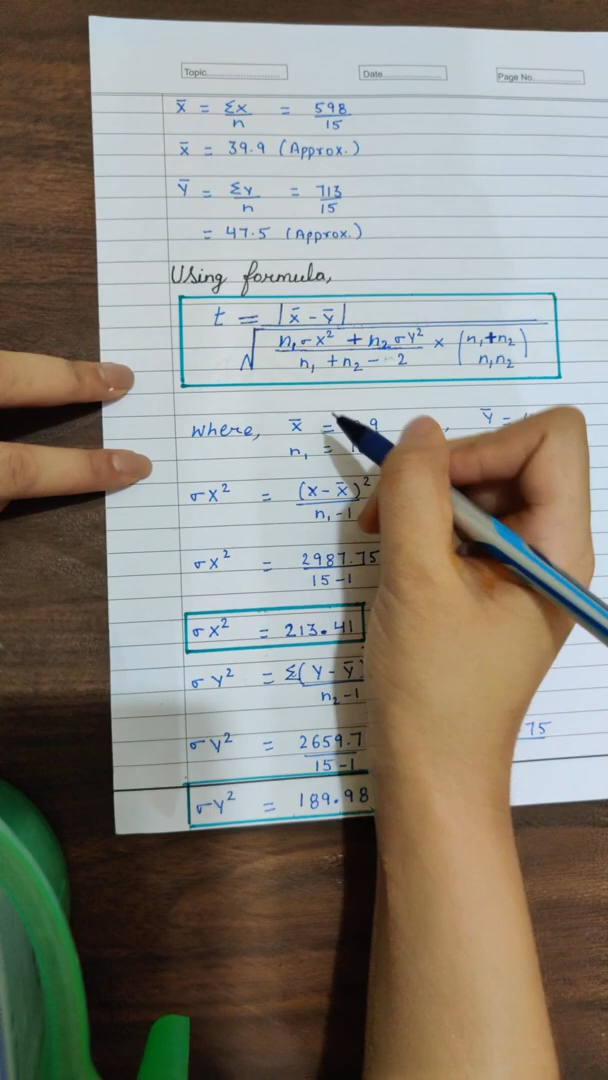 Topic........................ Date.................... Page No...............
x̄ = Σx/n = 598/15
x̄ = 39.9 (Approx.)
ȳ = Σy/n = 713/15
= 47.5 (Approx.)
Using formula,
t = |x̄ - ȳ| / √((n₁σx² + n₂σy²)/(n₁ + n₂ - 2) × ((n₁+n₂)/(n₁n₂)))
where, x̄ = 9 , ȳ =
n₁ =
σx² = (x-x̄)²/(n₁-1)
σx² = 2987.75/(15-1)
σx² = 213.41
σy² = Σ(y-ȳ)/(n₂-1)
σy² = 2659.7/(15-1) 75
σy² = 189.98